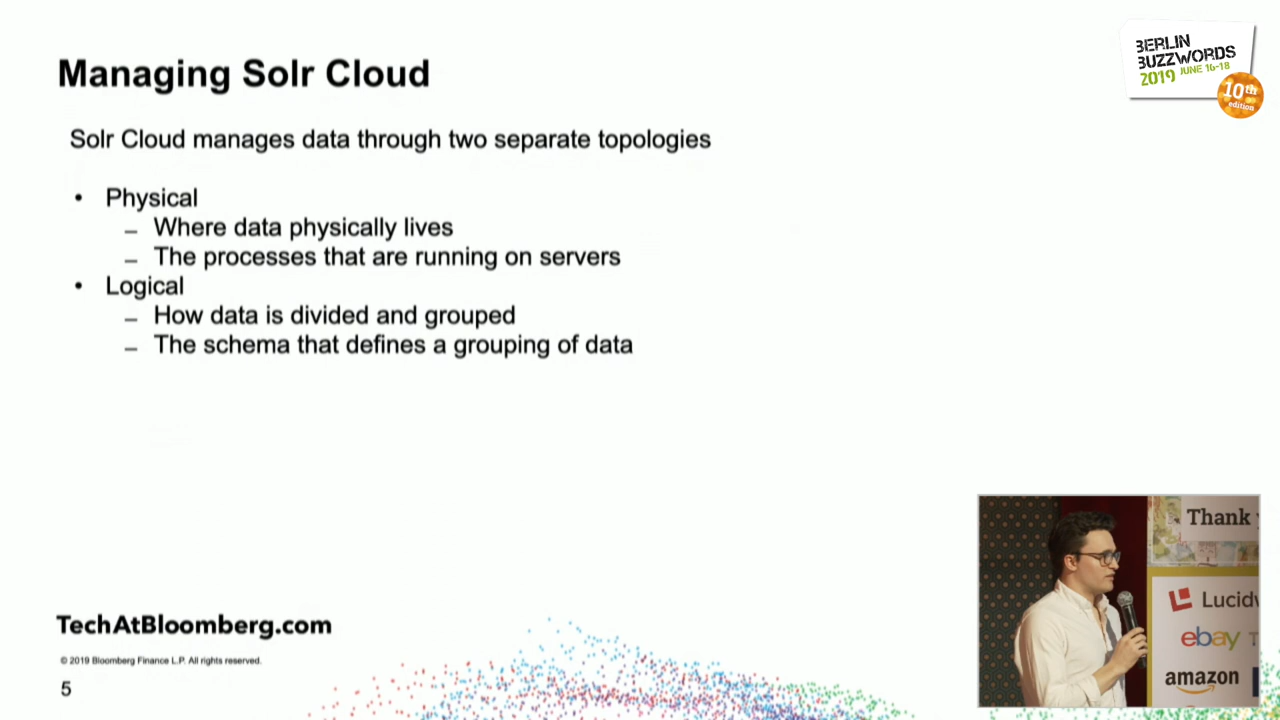 Managing Solr Cloud
BERLIN
BUZZWORDS
2019 JUNE 16-18
10th
edition
Solr Cloud manages data through two separate topologies
• Physical
– Where data physically lives
– The processes that are running on servers
• Logical
– How data is divided and grouped
– The schema that defines a grouping of data
Thank
Lucid
ebay
amazon
TechAtBloomberg.com
© 2019 Bloomberg Finance L.P. All rights reserved.
5